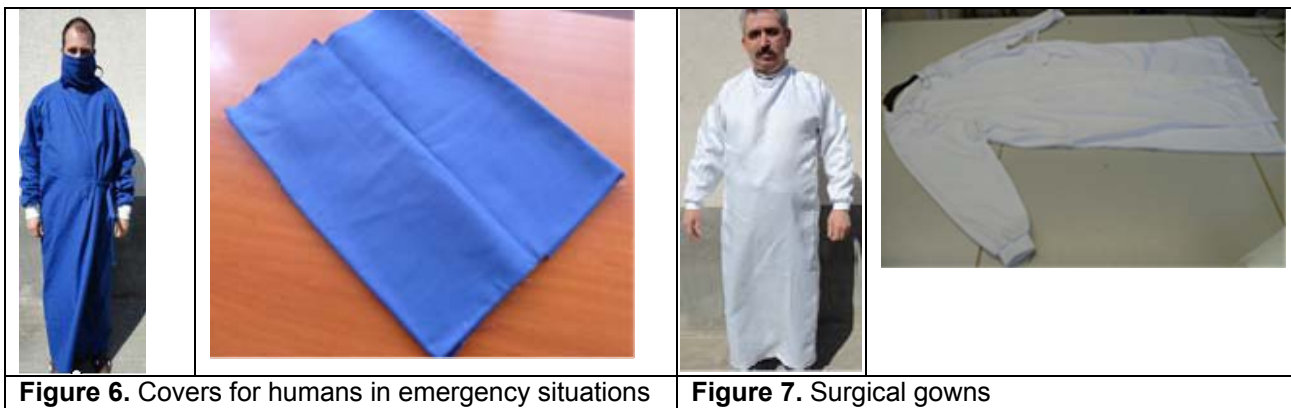 Figure 6. Covers for humans in emergency situations
Figure 7. Surgical gowns